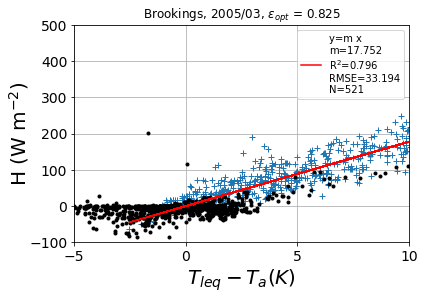 Brookings, 2005/03, ε_opt = 0.825
y=m x
m=17.752
R²=0.796
RMSE=33.194
N=521
H (W m⁻²)
500
400
300
200
100
0
−100
−5
0
5
10
T_leq − T_a(K)